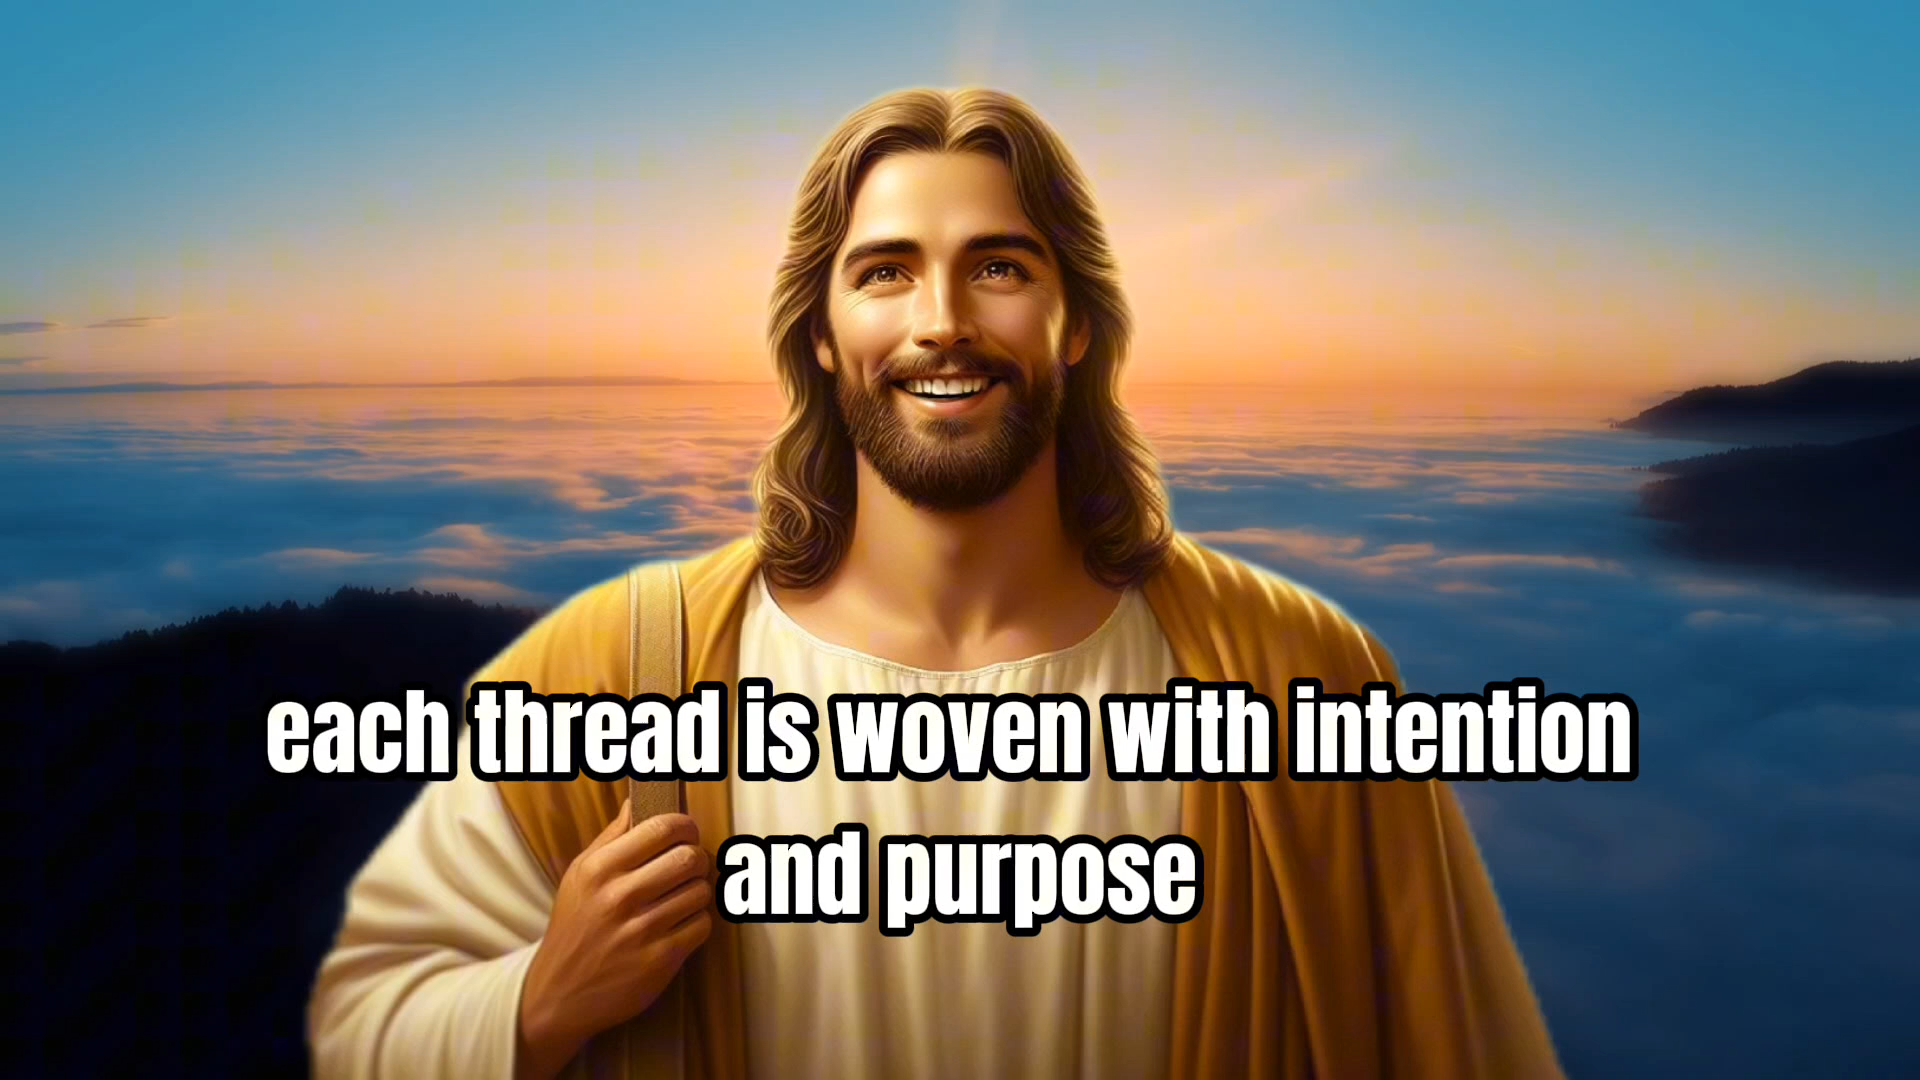 each thread is woven with intention
and purpose